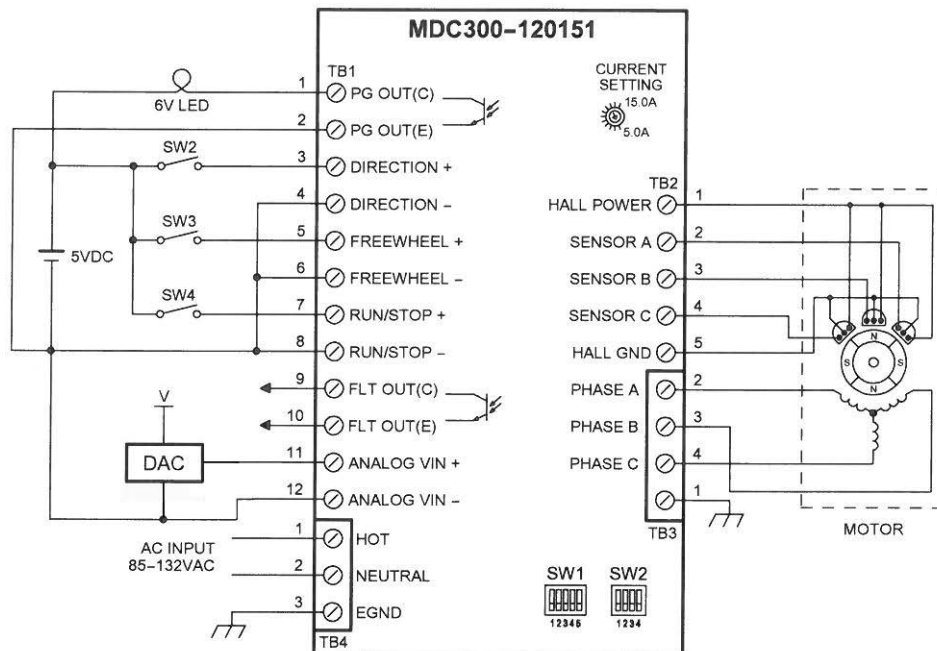 MDC300-120151
TB1
CURRENT
SETTING
15.0A
5.0A
6V LED
1 PG OUT(C)
2 PG OUT(E)
SW2
3 DIRECTION +
4 DIRECTION -
SW3
5 FREEWHEEL +
5VDC
6 FREEWHEEL -
SW4
7 RUN/STOP +
8 RUN/STOP -
9 FLT OUT(C)
10 FLT OUT(E)
V
DAC
11 ANALOG VIN +
12 ANALOG VIN -
AC INPUT
85-132VAC
1 HOT
2 NEUTRAL
3 EGND
TB4
TB2
HALL POWER 1
SENSOR A 2
SENSOR B 3
SENSOR C 4
HALL GND 5
PHASE A 2
PHASE B 3
PHASE C 4
1
TB3
N
S
S
N
MOTOR
SW1
12345
SW2
1234